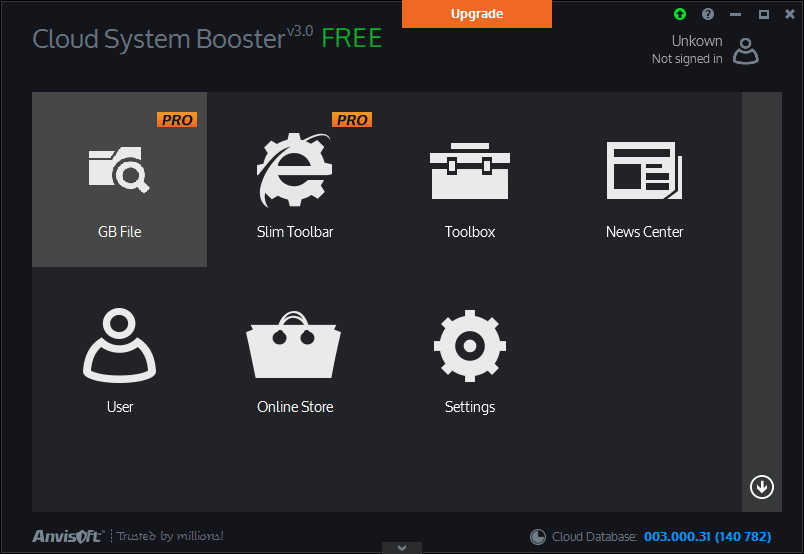 Upgrade
Cloud System Booster v3.0 FREE
Unkown
Not signed in
PRO
PRO
GB File
Slim Toolbar
Toolbox
News Center
User
Online Store
Settings
Anvisoft Trusted by millions!
Cloud Database: 003.000.31 (140 782)